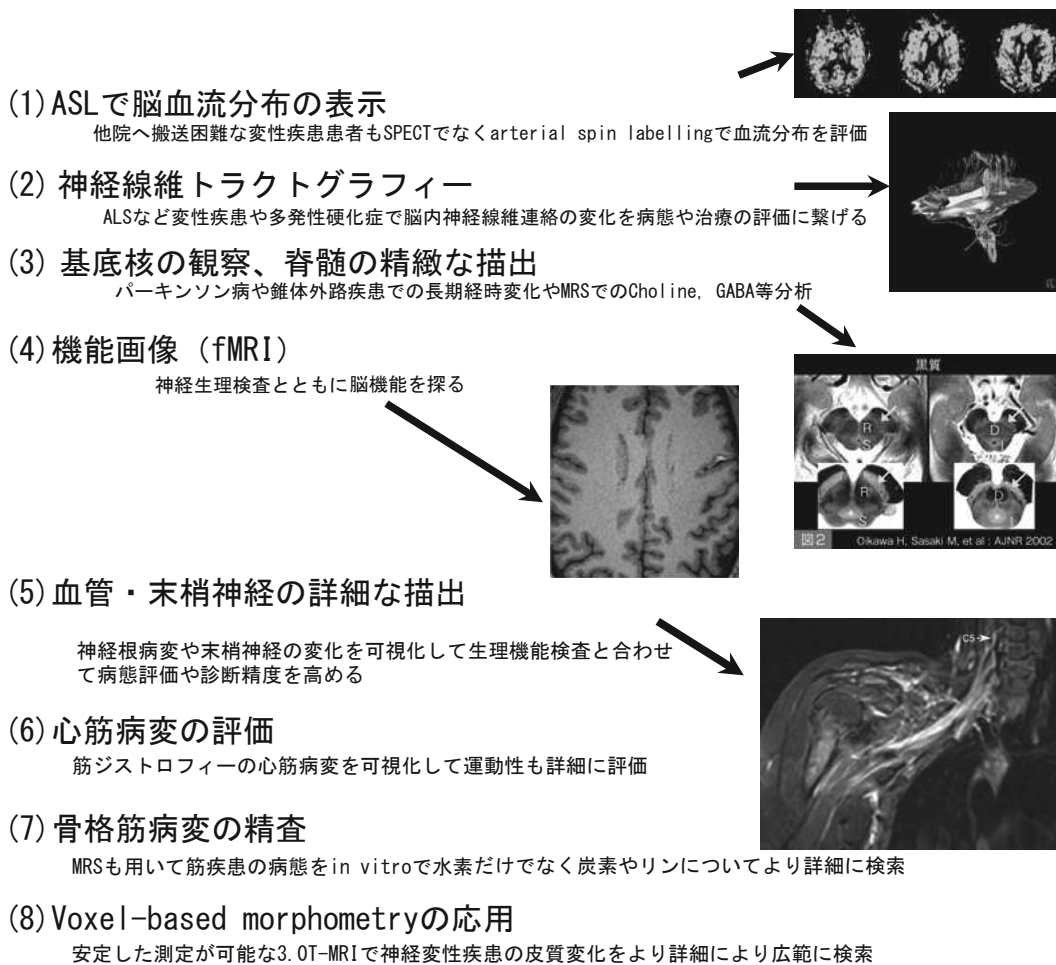 (1)ASLで脳血流分布の表示
他院へ搬送困難な変性疾患患者もSPECTでなくarterial spin labellingで血流分布を評価
(2) 神経線維トラクトグラフィー
ALSなど変性疾患や多発性硬化症で脳内神経線維連絡の変化を病態や治療の評価に繋げる
(3) 基底核の観察、脊髄の精緻な描出
パーキンソン病や錐体外路疾患での長期経時変化やMRSでのCholine, GABA等分析
(4)機能画像 (fMRI)
神経生理検査とともに脳機能を探る
黒質
R
S
D
I
R
S
D
I
図2
Oikawa H, Sasaki M, et al : AJNR 2002
(5)血管・末梢神経の詳細な描出
神経根病変や末梢神経の変化を可視化して生理機能検査と合わせ
て病態評価や診断精度を高める
C5
(6)心筋病変の評価
筋ジストロフィーの心筋病変を可視化して運動性も詳細に評価
(7)骨格筋病変の精査
MRSも用いて筋疾患の病態をin vitroで水素だけでなく炭素やリンについてより詳細に検索
(8)Voxel-based morphometryの応用
安定した測定が可能な3.0T-MRIで神経変性疾患の皮質変化をより詳細により広範に検索